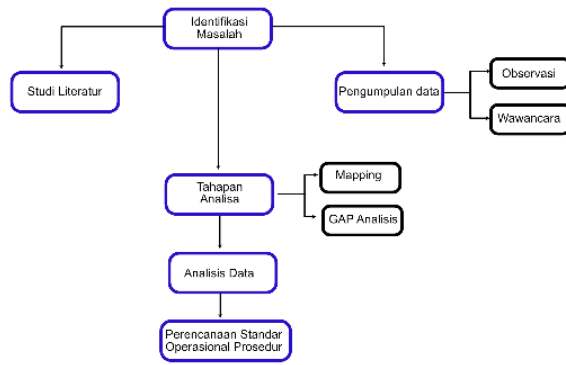 Identifikasi
Masalah
Studi Literatur
Pengumpulan data
Observasi
Wawancara
Tahapan
Analisa
Mapping
GAP Analisis
Analisis Data
Perencanaan Standar
Operasional Prosedur